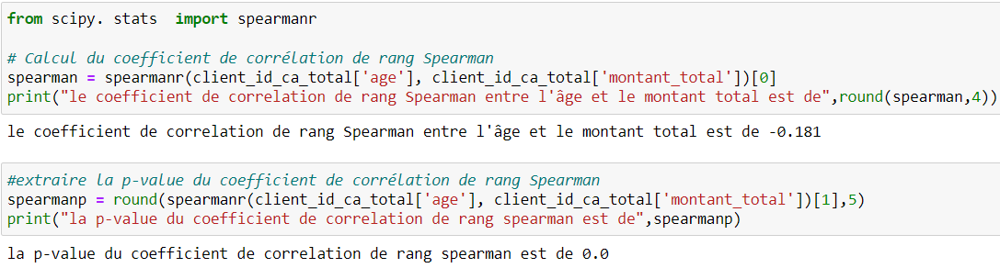 from scipy. stats  import spearmanr
# Calcul du coefficient de corrélation de rang Spearman
spearman = spearmanr(client_id_ca_total['age'], client_id_ca_total['montant_total'])[0]
print("le coefficient de correlation de rang Spearman entre l'âge et le montant total est de",round(spearman,4))
le coefficient de correlation de rang Spearman entre l'âge et le montant total est de -0.181
#extraire la p-value du coefficient de corrélation de rang Spearman
spearmanp = round(spearmanr(client_id_ca_total['age'], client_id_ca_total['montant_total'])[1],5)
print("la p-value du coefficient de correlation de rang spearman est de",spearmanp)
la p-value du coefficient de correlation de rang spearman est de 0.0